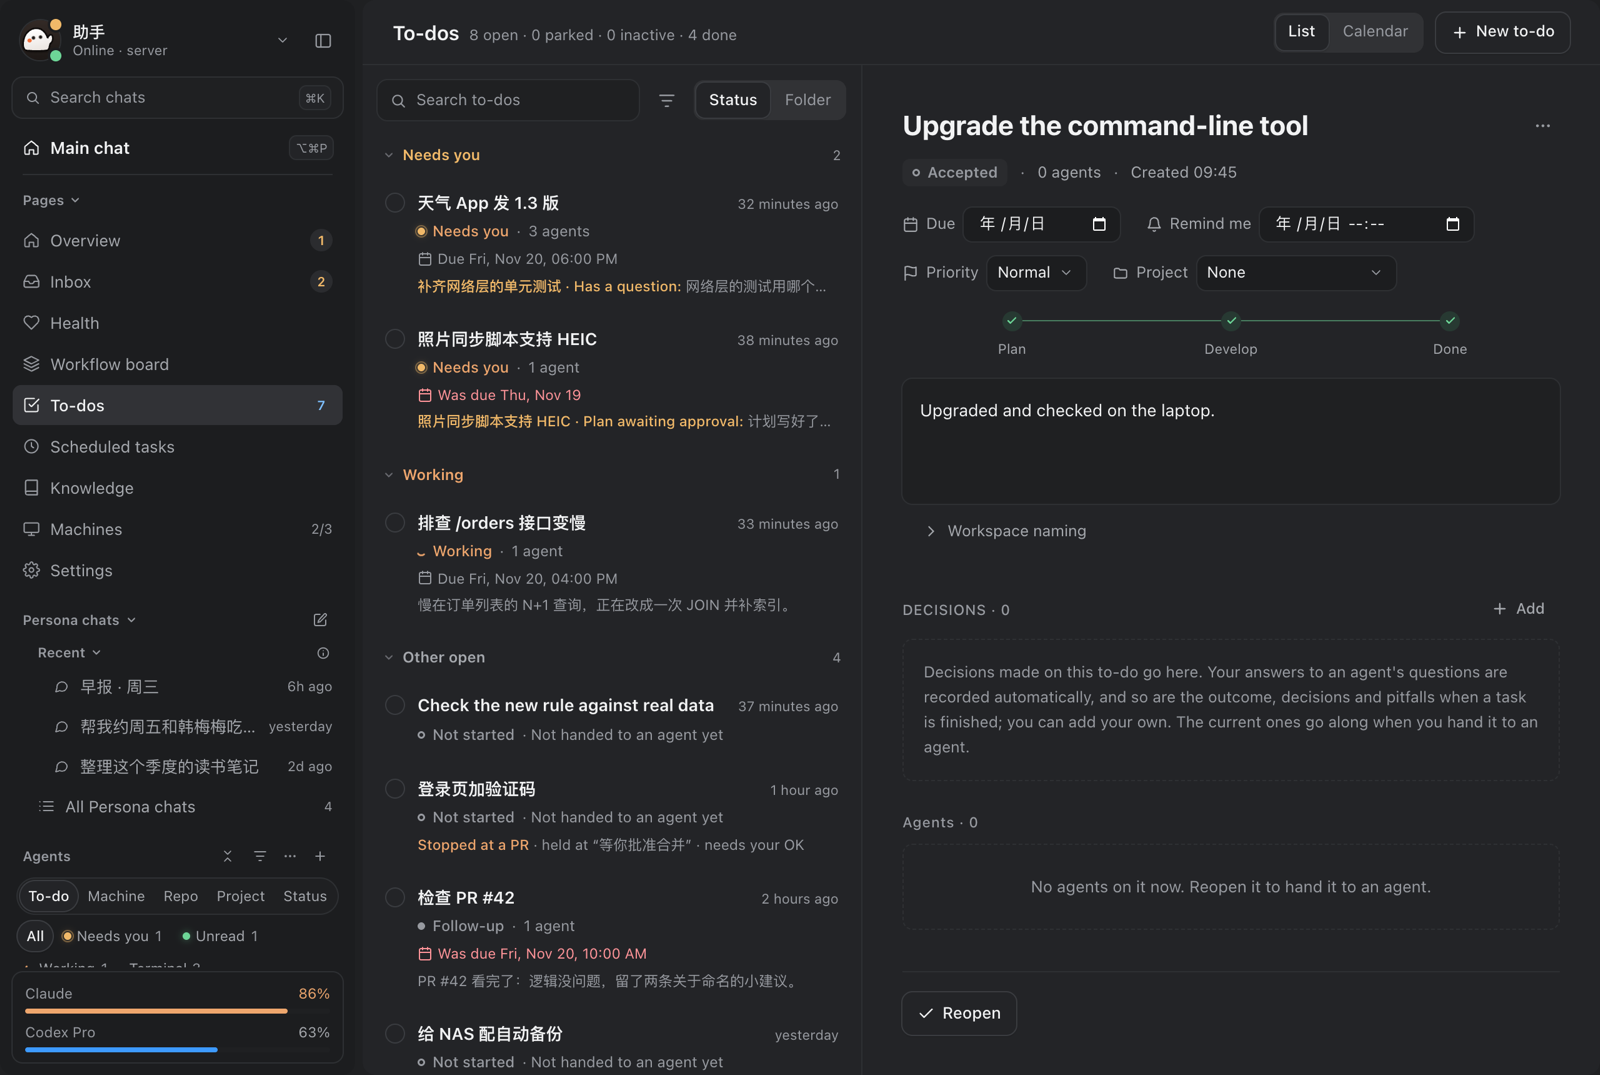 助手
Online · server
Search chats
⌘K
Main chat
⌥⌘P
Pages
Overview
1
Inbox
2
Health
Workflow board
To-dos
7
Scheduled tasks
Knowledge
Machines
2/3
Settings
Persona chats
Recent
早报 · 周三
6h ago
帮我约周五和韩梅梅吃...
yesterday
整理这个季度的读书笔记
2d ago
All Persona chats
4
Agents
To-do Machine Repo Project Status
All Needs you 1 Unread 1
Working 1 Terminal 2
Claude
86%
Codex Pro
63%
To-dos 8 open · 0 parked · 0 inactive · 4 done
List Calendar
New to-do
Search to-dos
Status Folder
Needs you
2
天气 App 发 1.3 版
32 minutes ago
Needs you · 3 agents
Due Fri, Nov 20, 06:00 PM
补齐网络层的单元测试 · Has a question: 网络层的测试用哪个...
照片同步脚本支持 HEIC
38 minutes ago
Needs you · 1 agent
Was due Thu, Nov 19
照片同步脚本支持 HEIC · Plan awaiting approval: 计划写好了...
Working
1
排查 /orders 接口变慢
33 minutes ago
Working · 1 agent
Due Fri, Nov 20, 04:00 PM
慢在订单列表的 N+1 查询，正在改成一次 JOIN 并补索引。
Other open
4
Check the new rule against real data
37 minutes ago
Not started · Not handed to an agent yet
登录页加验证码
1 hour ago
Not started · Not handed to an agent yet
Stopped at a PR · held at “等你批准合并” · needs your OK
检查 PR #42
2 hours ago
Follow-up · 1 agent
Was due Fri, Nov 20, 10:00 AM
PR #42 看完了：逻辑没问题，留了两条关于命名的小建议。
给 NAS 配自动备份
yesterday
Not started · Not handed to an agent yet
Upgrade the command-line tool
Accepted · 0 agents · Created 09:45
Due 年 /月/日
Remind me 年 /月/日 --:--
Priority Normal
Project None
Plan
Develop
Done
Upgraded and checked on the laptop.
Workspace naming
DECISIONS · 0
Add
Decisions made on this to-do go here. Your answers to an agent's questions are
recorded automatically, and so are the outcome, decisions and pitfalls when a task
is finished; you can add your own. The current ones go along when you hand it to an
agent.
Agents · 0
No agents on it now. Reopen it to hand it to an agent.
Reopen